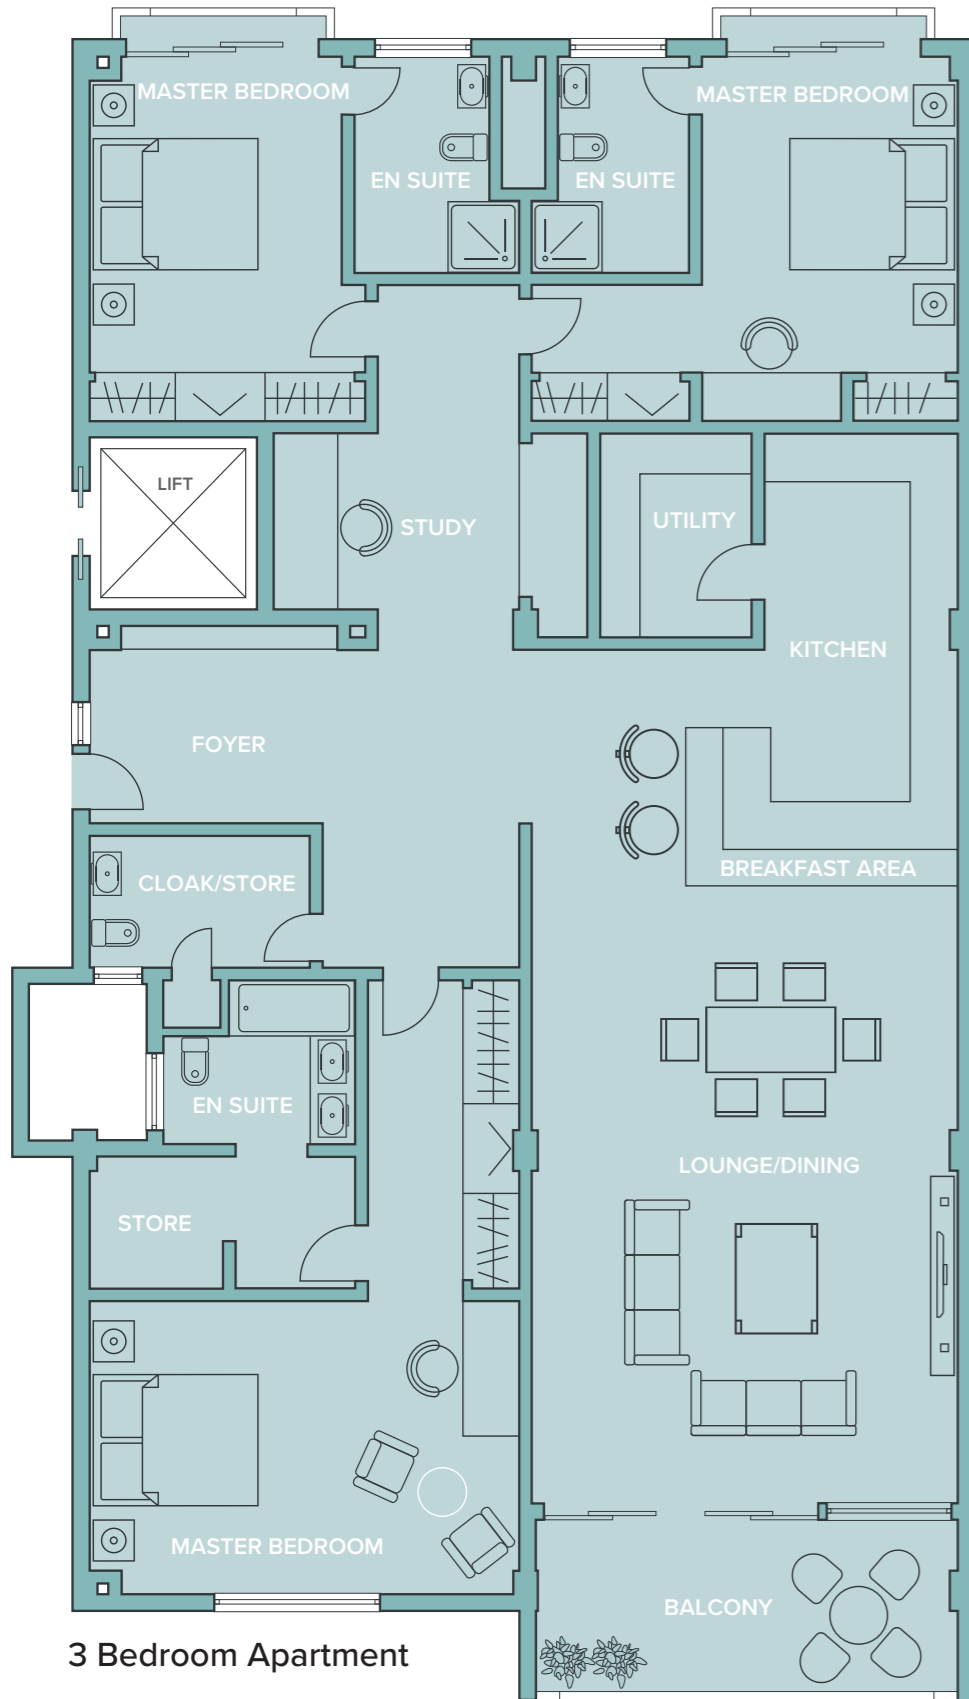 MASTER BEDROOM
MASTER BEDROOM
EN SUITE
EN SUITE
LIFT
STUDY
UTILITY
KITCHEN
FOYER
BREAKFAST AREA
CLOAK/STORE
EN SUITE
LOUNGE/DINING
STORE
MASTER BEDROOM
BALCONY
3 Bedroom Apartment